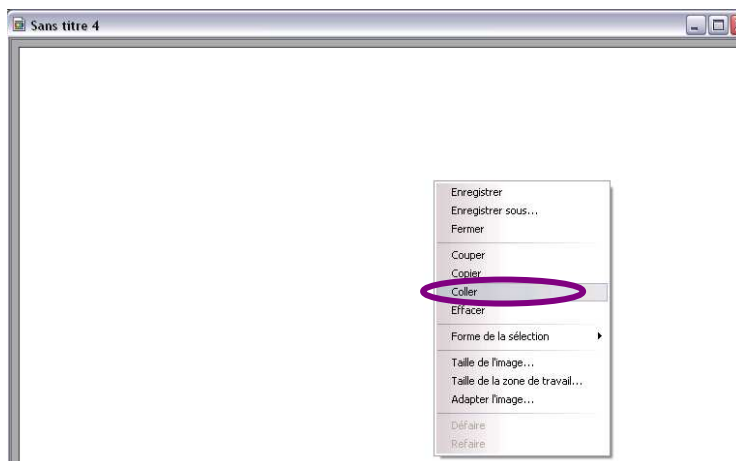 Sans titre 4
Enregistrer
Enregistrer sous...
Fermer
Couper
Copier
Coller
Effacer
Forme de la sélection
Taille de l'image...
Taille de la zone de travail...
Adapter l'image...
Défaire
Refaire